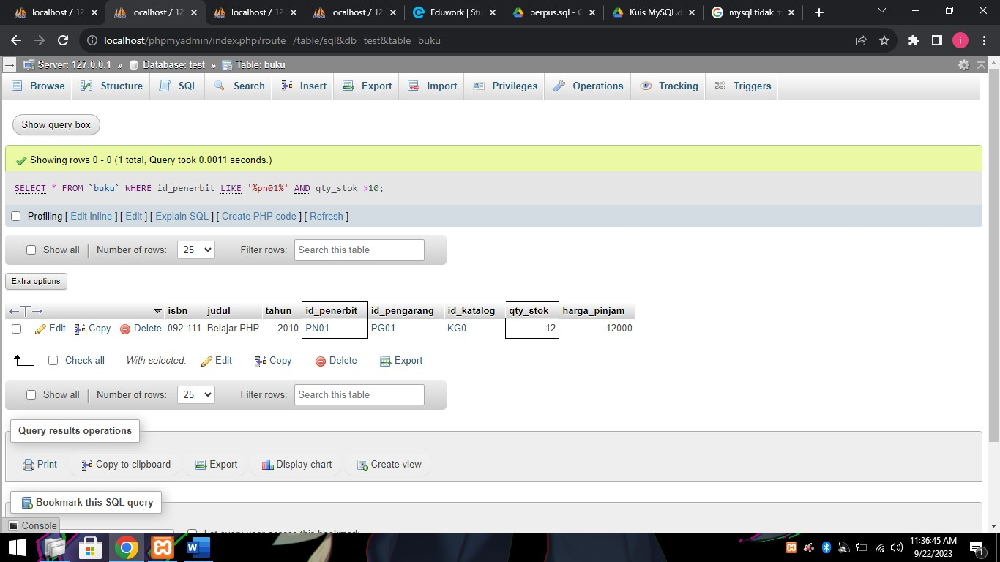 localhost / 12
localhost / 12
localhost / 12
localhost / 12
Eduwork | Stu
perpus.sql - G
Kuis MySQL.d
mysql tidak m
localhost/phpmyadmin/index.php?route=/table/sql&db=test&table=buku
i
Server: 127.0.0.1 » Database: test » Table: buku
Browse Structure SQL Search Insert Export Import Privileges Operations Tracking Triggers
Show query box
Showing rows 0 - 0 (1 total, Query took 0.0011 seconds.)
SELECT * FROM `buku` WHERE id_penerbit LIKE '%pn01%' AND qty_stok >10;
Profiling [ Edit inline ] [ Edit ] [ Explain SQL ] [ Create PHP code ] [ Refresh ]
Show all Number of rows: 25 Filter rows: Search this table
Extra options
isbn judul tahun id_penerbit id_pengarang id_katalog qty_stok harga_pinjam
Edit Copy Delete 092-111 Belajar PHP 2010 PN01 PG01 KG0 12 12000
Check all With selected: Edit Copy Delete Export
Show all Number of rows: 25 Filter rows: Search this table
Query results operations
Print Copy to clipboard Export Display chart Create view
Bookmark this SQL query
Console
11:36:45 AM
9/22/2023
1